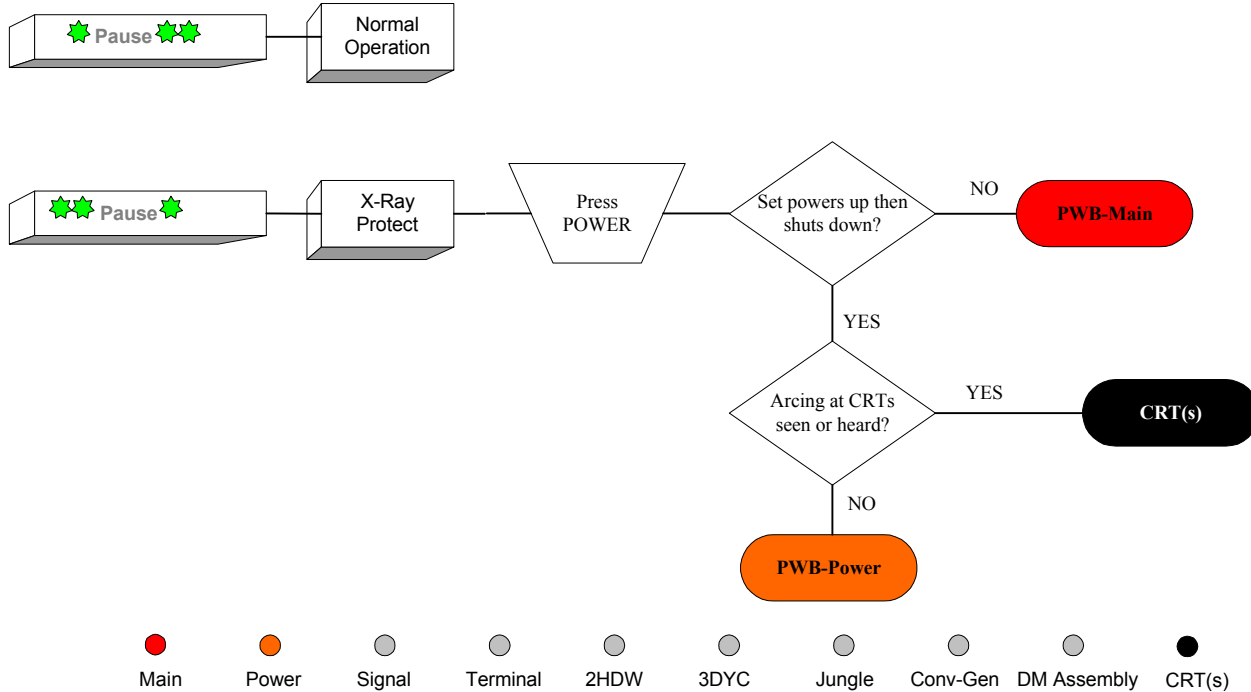 Pause
Normal
Operation
Pause
X-Ray
Protect
Press
POWER
Set powers up then
shuts down?
NO
PWB-Main
YES
Arcing at CRTs
seen or heard?
YES
CRT(s)
NO
PWB-Power
Main Power Signal Terminal 2HDW 3DYC Jungle Conv-Gen DM Assembly CRT(s)